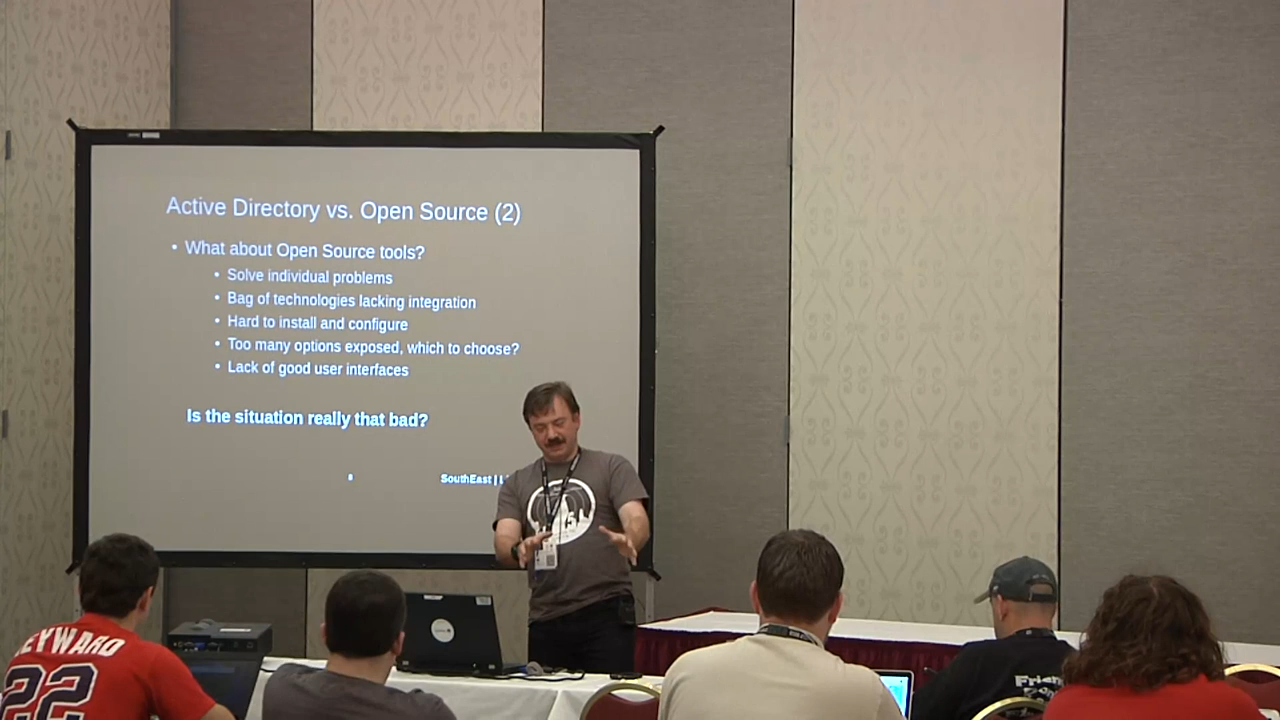 Active Directory vs. Open Source (2)
• What about Open Source tools?
• Solve individual problems
• Bag of technologies lacking integration
• Hard to install and configure
• Too many options exposed, which to choose?
• Lack of good user interfaces
Is the situation really that bad?
8
SouthEast | L
EYWARD
22